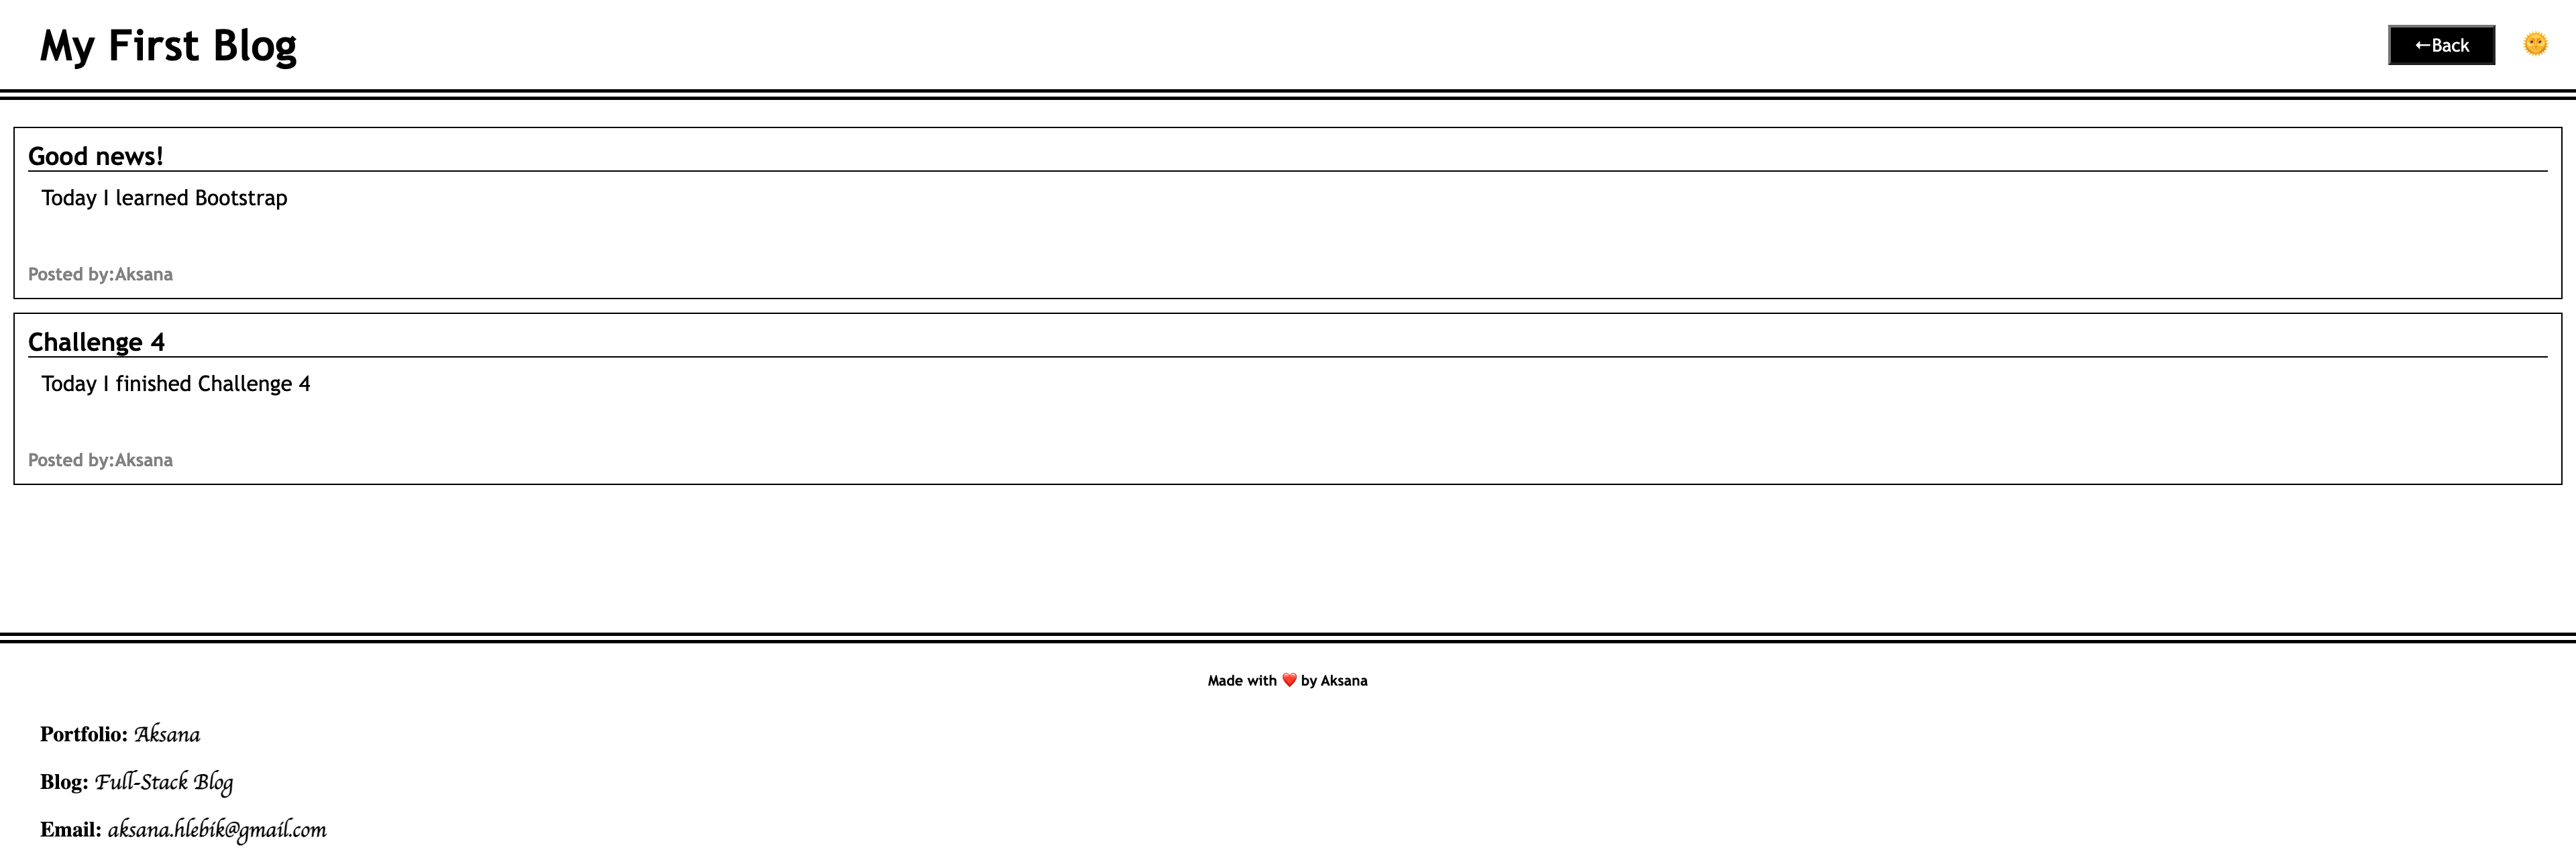 My First Blog
←Back
Good news!
Today I learned Bootstrap
Posted by:Aksana
Challenge 4
Today I finished Challenge 4
Posted by:Aksana
Made with ❤️ by Aksana
Portfolio: Aksana
Blog: Full-Stack Blog
Email: aksana.hlebik@gmail.com